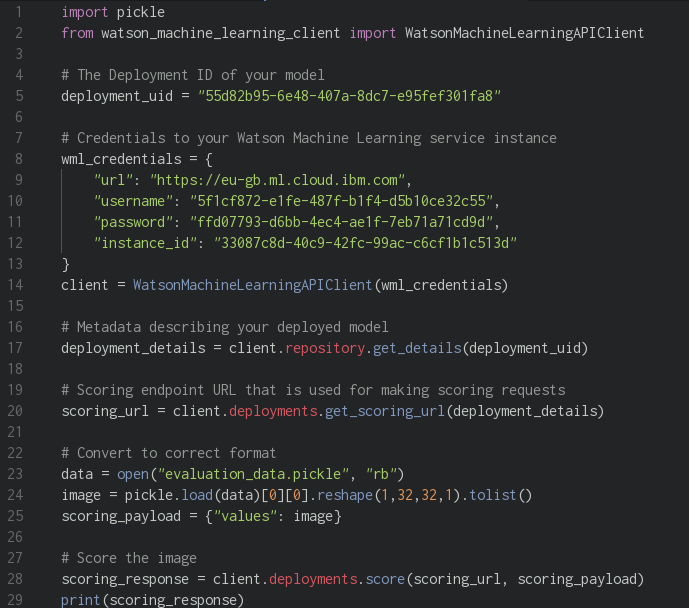 1 import pickle
2 from watson_machine_learning_client import WatsonMachineLearningAPIClient
3
4 # The Deployment ID of your model
5 deployment_uid = "55d82b95-6e48-407a-8dc7-e95fef301fa8"
6
7 # Credentials to your Watson Machine Learning service instance
8 wml_credentials = {
9 "url": "https://eu-gb.ml.cloud.ibm.com",
10 "username": "5f1cf872-e1fe-487f-b1f4-d5b10ce32c55",
11 "password": "ffd07793-d6bb-4ec4-ae1f-7eb71a71cd9d",
12 "instance_id": "33087c8d-40c9-42fc-99ac-c6cf1b1c513d"
13 }
14 client = WatsonMachineLearningAPIClient(wml_credentials)
15
16 # Metadata describing your deployed model
17 deployment_details = client.repository.get_details(deployment_uid)
18
19 # Scoring endpoint URL that is used for making scoring requests
20 scoring_url = client.deployments.get_scoring_url(deployment_details)
21
22 # Convert to correct format
23 data = open("evaluation_data.pickle", "rb")
24 image = pickle.load(data)[0][0].reshape(1,32,32,1).tolist()
25 scoring_payload = {"values": image}
26
27 # Score the image
28 scoring_response = client.deployments.score(scoring_url, scoring_payload)
29 print(scoring_response)